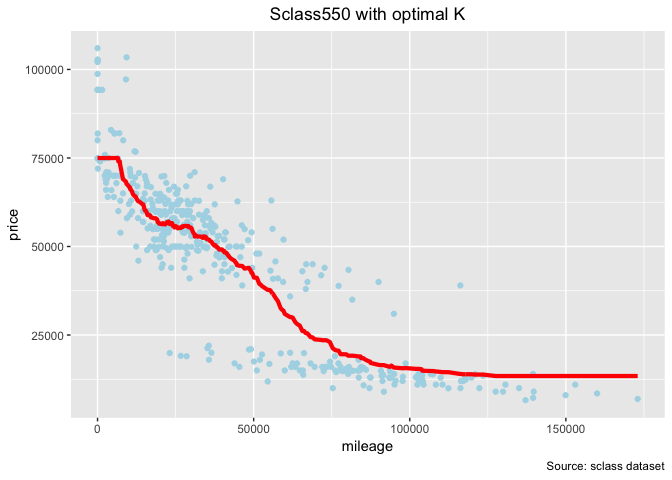 Sclass550 with optimal K
100000
75000
50000
25000
price
0
50000
100000
150000
mileage
Source: sclass dataset